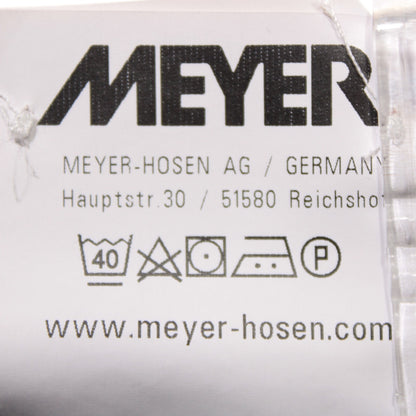 MEYER
MEYER-HOSEN AG / GERMANY
Hauptstr.30 / 51580 Reichshof
40 P
www.meyer-hosen.com